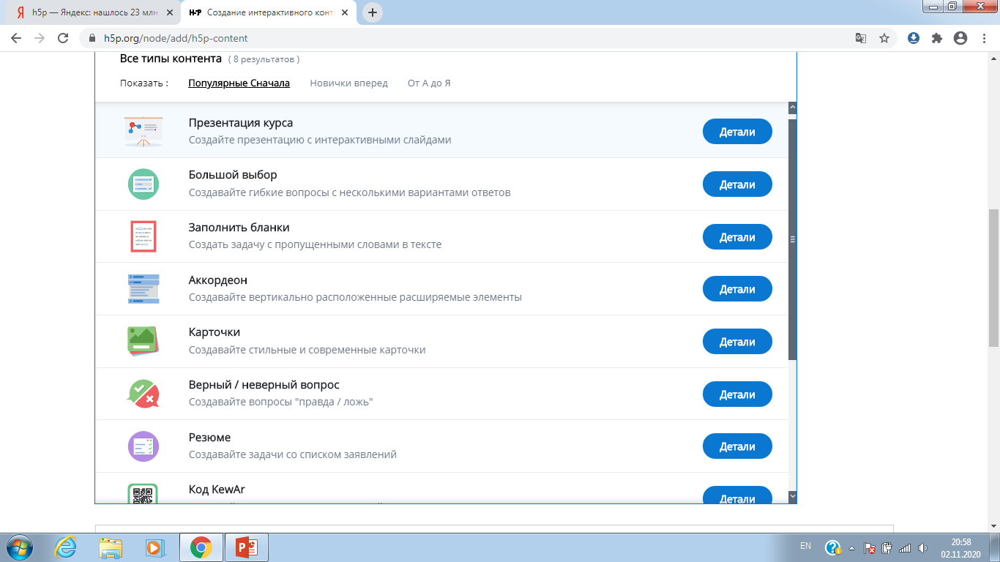 h5p — Яндекс: нашлось 23 млн
H-P Создание интерактивного конт
h5p.org/node/add/h5p-content
Все типы контента ( 8 результатов )
Показать : Популярные Сначала Новички вперед От А до Я
Презентация курса
Создайте презентацию с интерактивными слайдами
Детали
Большой выбор
Создавайте гибкие вопросы с несколькими вариантами ответов
Детали
Заполнить бланки
Создать задачу с пропущенными словами в тексте
Детали
Аккордеон
Создавайте вертикально расположенные расширяемые элементы
Детали
Карточки
Создавайте стильные и современные карточки
Детали
Верный / неверный вопрос
Создавайте вопросы "правда / ложь"
Детали
Резюме
Создавайте задачи со списком заявлений
Детали
Код KewAr
Детали
EN
20:58
02.11.2020